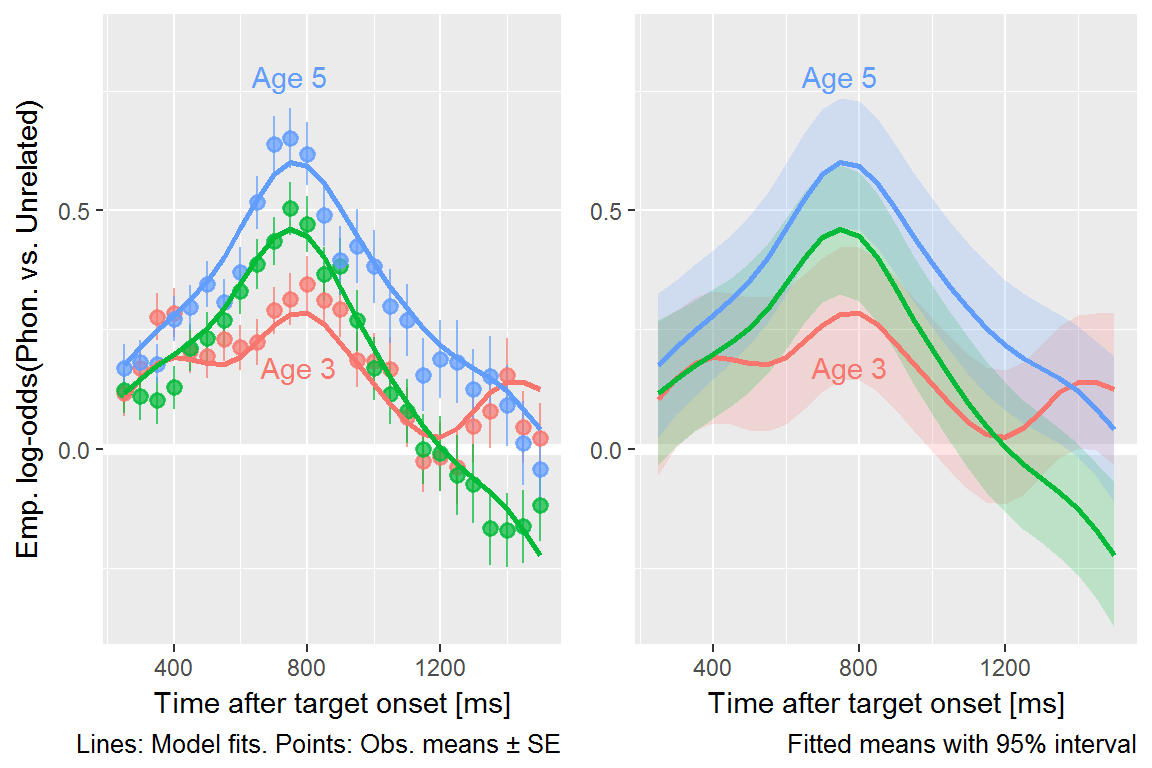 Emp. log-odds(Phon. vs. Unrelated)
0.5
0.0
Age 5
Age 3
400
800
1200
Time after target onset [ms]
Lines: Model fits. Points: Obs. means ± SE
0.5
0.0
Age 5
Age 3
400
800
1200
Time after target onset [ms]
Fitted means with 95% interval